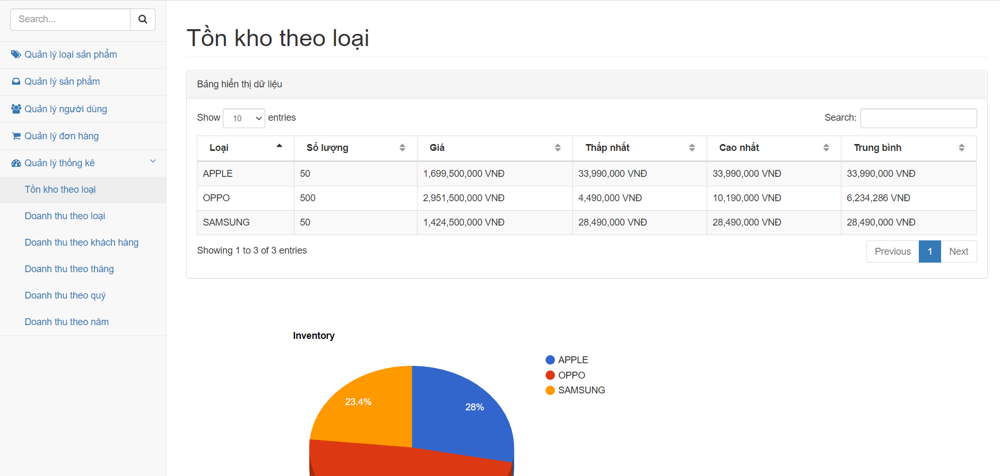 Search...
Quản lý loại sản phẩm
Quản lý sản phẩm
Quản lý người dùng
Quản lý đơn hàng
Quản lý thống kê
Tồn kho theo loại
Doanh thu theo loại
Doanh thu theo khách hàng
Doanh thu theo tháng
Doanh thu theo quý
Doanh thu theo năm
Tồn kho theo loại
Bảng hiển thị dữ liệu
Show 10 entries Search:
Loại Số lượng Giá Thấp nhất Cao nhất Trung bình
APPLE 50 1,699,500,000 VNĐ 33,990,000 VNĐ 33,990,000 VNĐ 33,990,000 VNĐ
OPPO 500 2,951,500,000 VNĐ 4,490,000 VNĐ 10,190,000 VNĐ 6,234,286 VNĐ
SAMSUNG 50 1,424,500,000 VNĐ 28,490,000 VNĐ 28,490,000 VNĐ 28,490,000 VNĐ
Showing 1 to 3 of 3 entries Previous 1 Next
Inventory
APPLE
OPPO
SAMSUNG
23.4%
28%